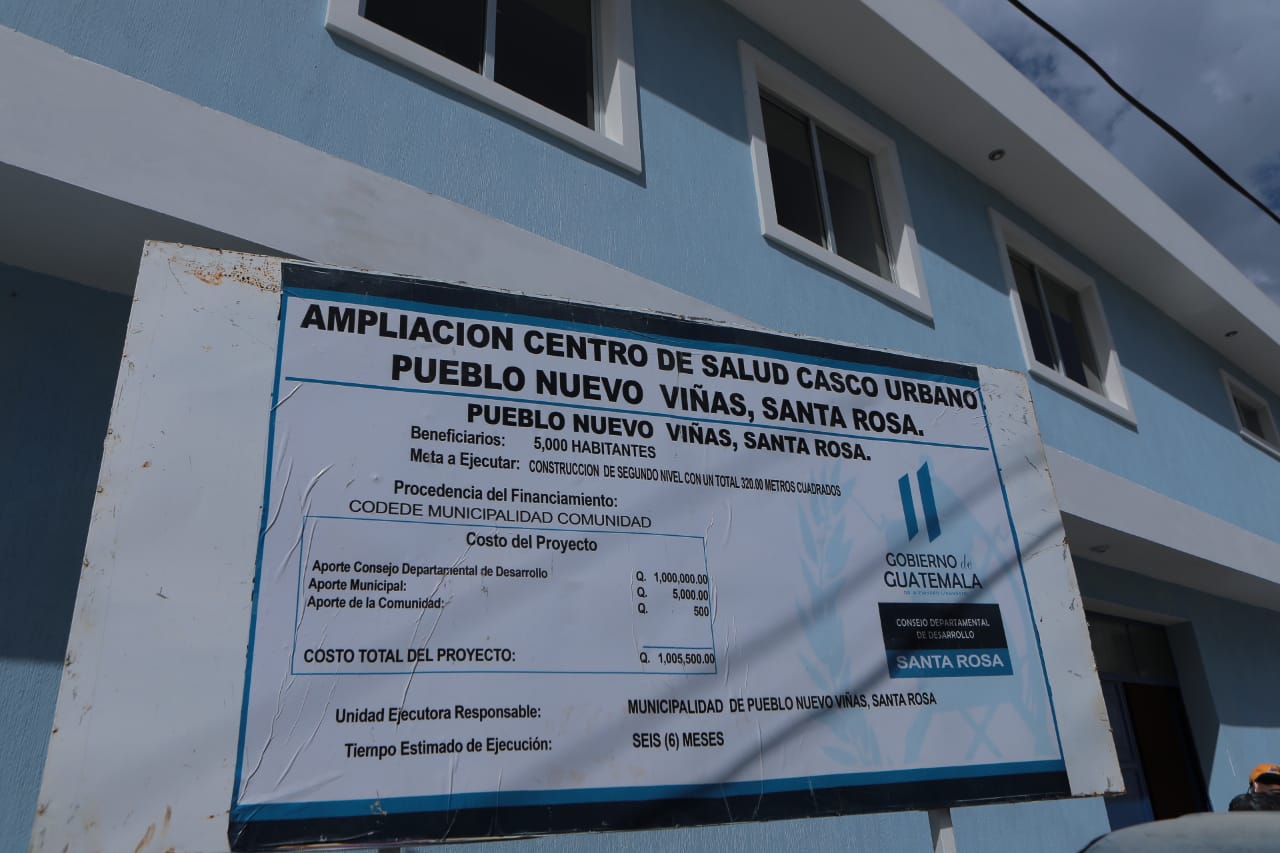 AMPLIACION CENTRO DE SALUD CASCO URBANO
PUEBLO NUEVO VIÑAS, SANTA ROSA.
PUEBLO NUEVO VIÑAS, SANTA ROSA.
Beneficiarios: 5,000 HABITANTES
Meta a Ejecutar: CONSTRUCCION DE SEGUNDO NIVEL CON UN TOTAL 320.00 METROS CUADRADOS
Procedencia del Financiamiento:
CODEDE MUNICIPALIDAD COMUNIDAD
Costo del Proyecto
Aporte Consejo Departamental de Desarrollo Q. 1,000,000.00
Aporte Municipal: Q. 5,000.00
Aporte de la Comunidad: Q. 500
COSTO TOTAL DEL PROYECTO: Q. 1,005,500.00
GOBIERNO de
GUATEMALA
CONSEJO DEPARTAMENTAL
DE DESARROLLO
SANTA ROSA
Unidad Ejecutora Responsable: MUNICIPALIDAD DE PUEBLO NUEVO VIÑAS, SANTA ROSA
Tiempo Estimado de Ejecución: SEIS (6) MESES